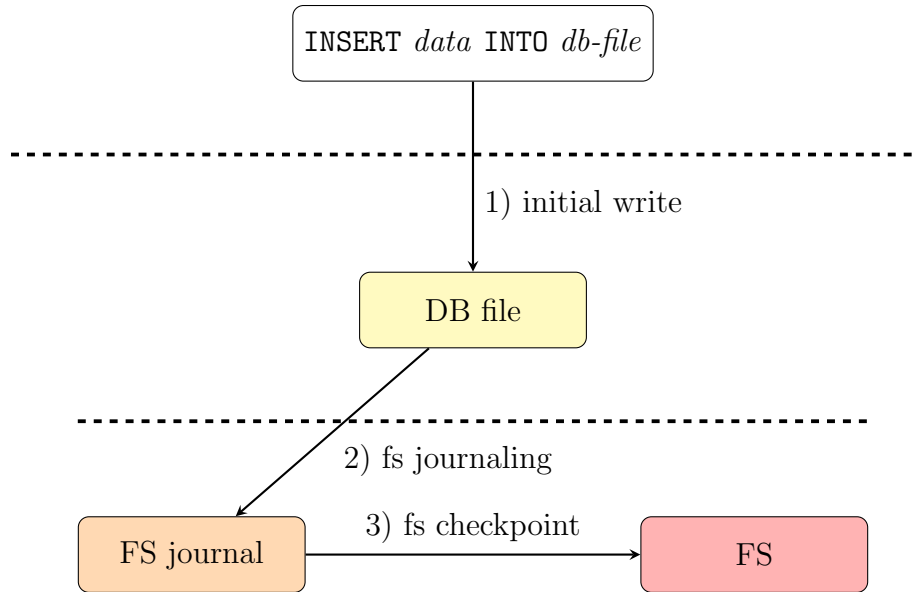 INSERT data INTO db-file
1) initial write
DB file
2) fs journaling
FS journal
3) fs checkpoint
FS